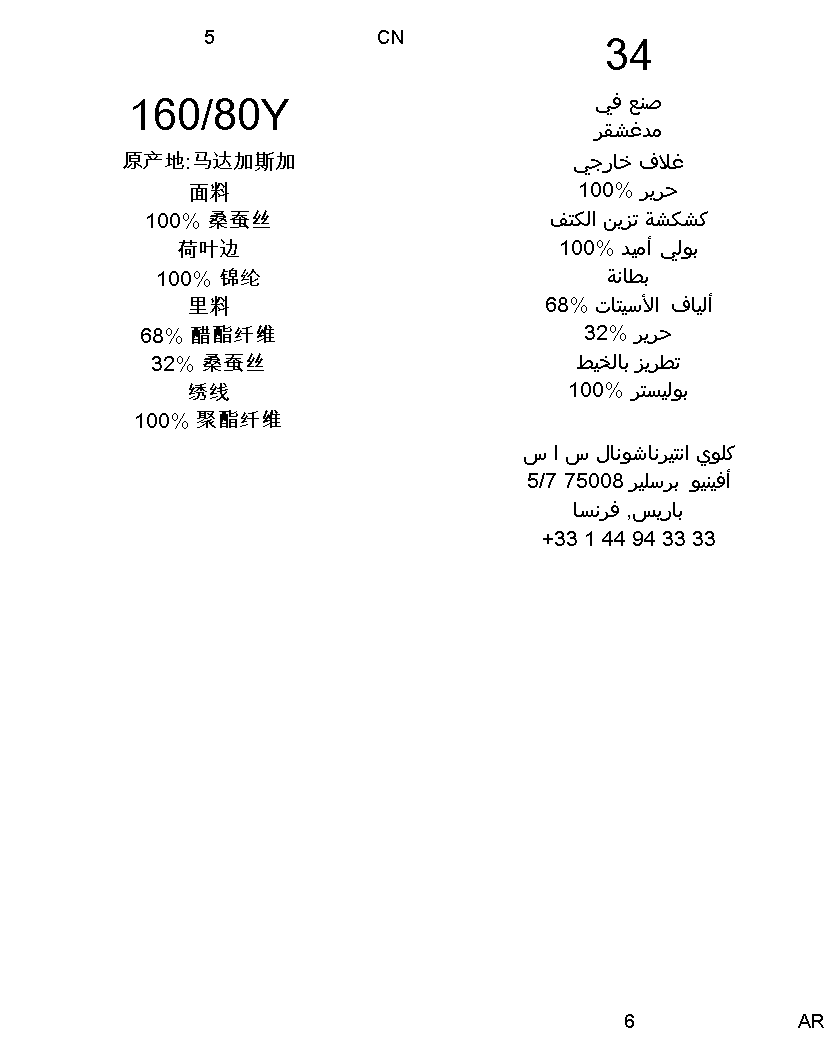 5
CN
160/80Y
原产地:马达加斯加
面料
100% 桑蚕丝
荷叶边
100% 锦纶
里料
68% 醋酯纤维
32% 桑蚕丝
绣线
100% 聚酯纤维
34
صنع في
مدغشقر
غلاف خارجي
حرير %100
كشكشة تزين الكتف
بولي أميد %100
بطانة
ألياف الأسيتات %68
حرير %32
تطريز بالخيط
بوليستر %100
كلوي انتيرناشونال س ا س
أفينيو برسلير 75008 5/7
باريس, فرنسا
+33 1 44 94 33 33
6
AR